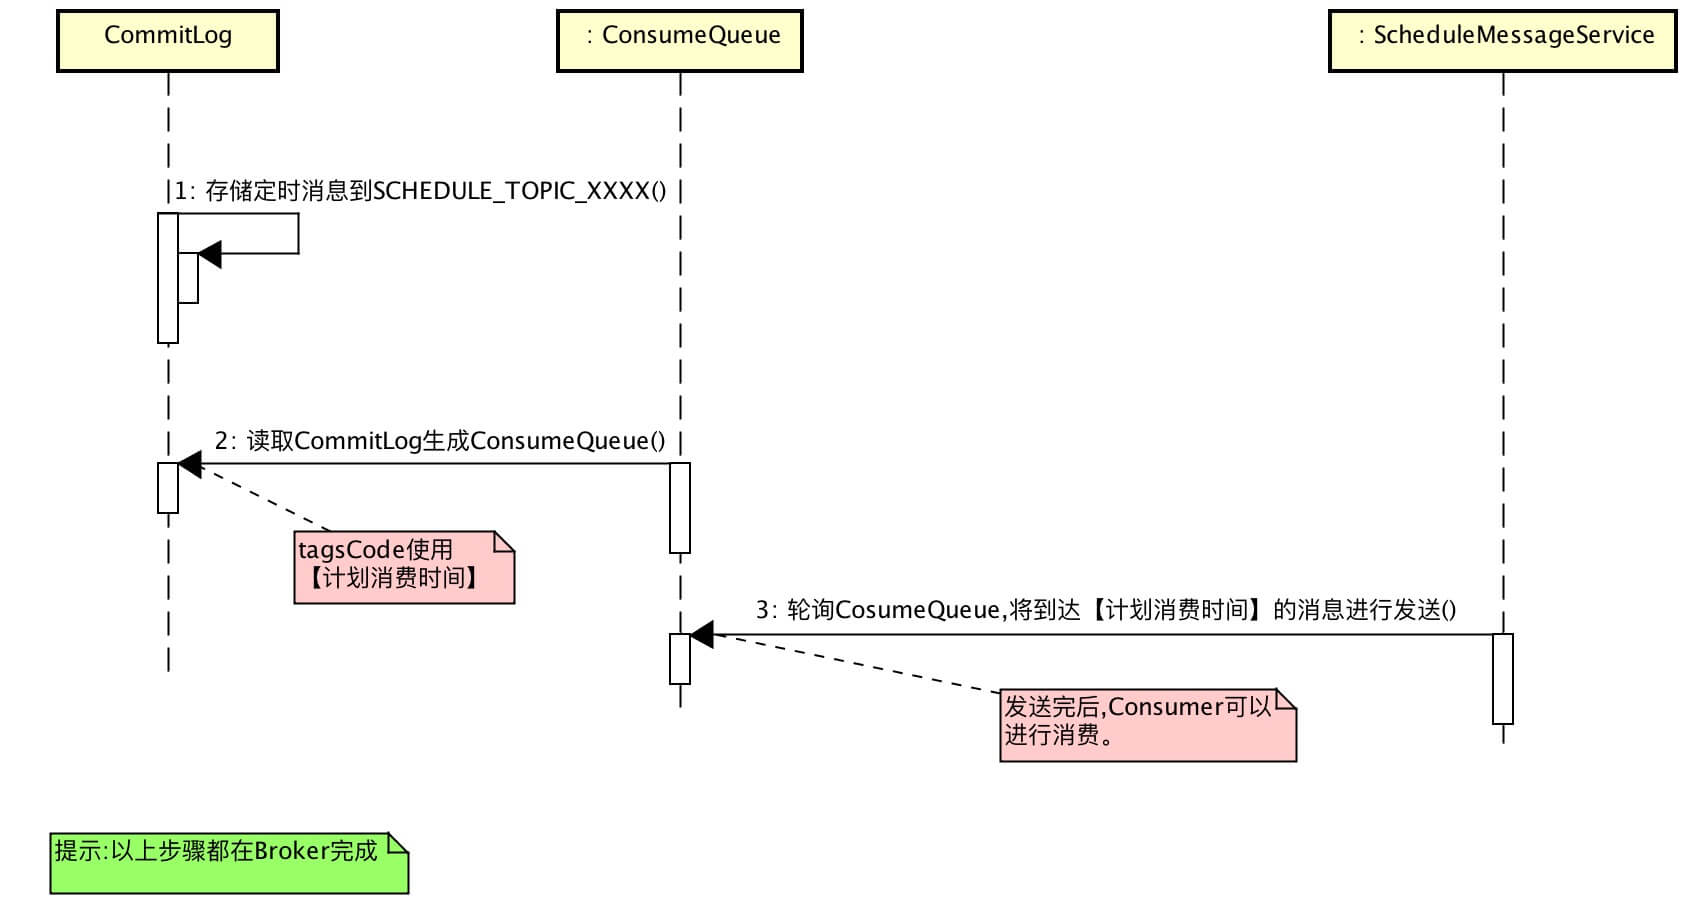 CommitLog
: ConsumeQueue
: ScheduleMessageService
1: 存储定时消息到SCHEDULE_TOPIC_XXXX()
2: 读取CommitLog生成ConsumeQueue()
tagsCode使用
【计划消费时间】
3: 轮询CosumeQueue,将到达【计划消费时间】的消息进行发送()
发送完后,Consumer可以
进行消费。
提示:以上步骤都在Broker完成